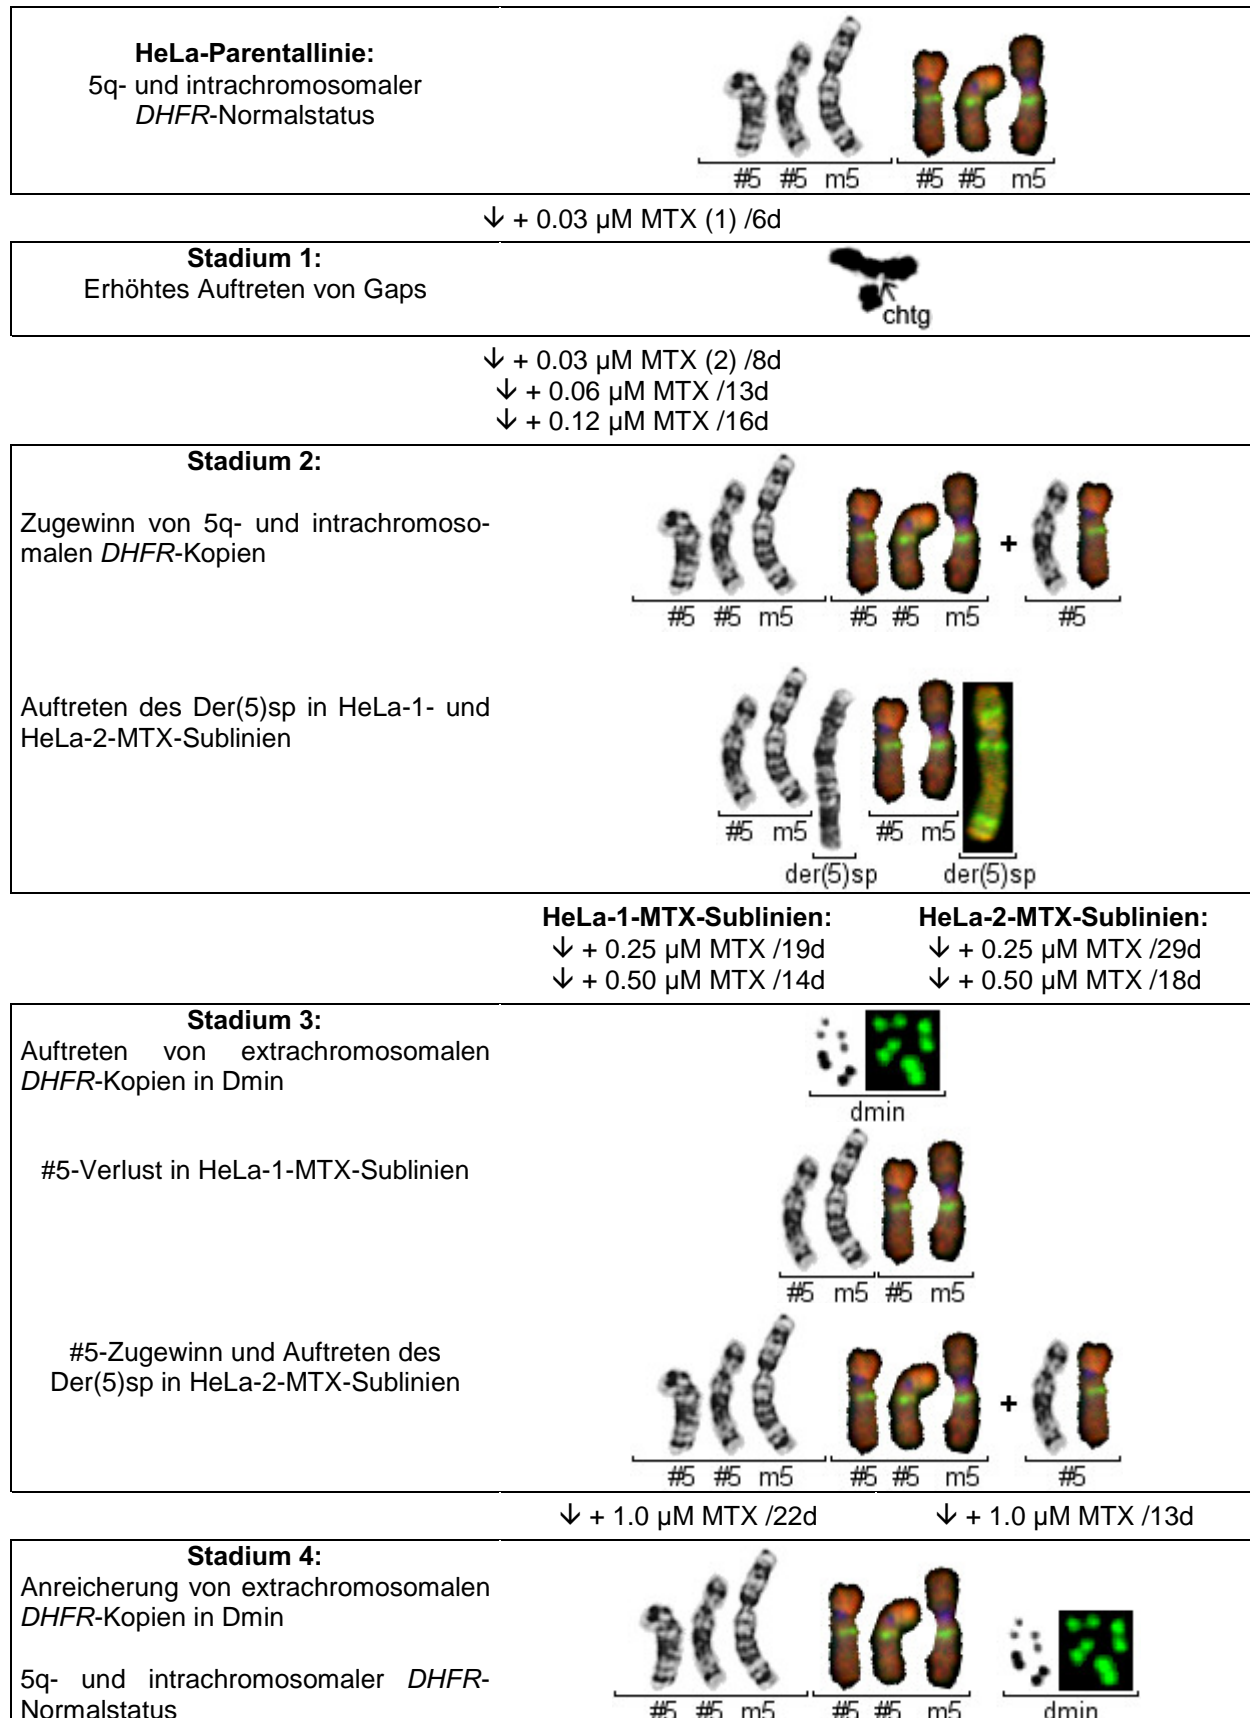 HeLa-Parentallinie:
5q- und intrachromosomaler
DHFR-Normalstatus
#5 #5 m5 #5 #5 m5
↓ + 0.03 µM MTX (1) /6d
Stadium 1:
Erhöhtes Auftreten von Gaps
chtg
↓ + 0.03 µM MTX (2) /8d
↓ + 0.06 µM MTX /13d
↓ + 0.12 µM MTX /16d
Stadium 2:
Zugewinn von 5q- und intrachromoso-
malen DHFR-Kopien
+
#5 #5 m5 #5 #5 m5 #5
Auftreten des Der(5)sp in HeLa-1- und
HeLa-2-MTX-Sublinien
#5 m5 #5 m5
der(5)sp der(5)sp
HeLa-1-MTX-Sublinien: HeLa-2-MTX-Sublinien:
↓ + 0.25 µM MTX /19d ↓ + 0.25 µM MTX /29d
↓ + 0.50 µM MTX /14d ↓ + 0.50 µM MTX /18d
Stadium 3:
Auftreten von extrachromosomalen
DHFR-Kopien in Dmin
dmin
#5-Verlust in HeLa-1-MTX-Sublinien
#5 m5 #5 m5
#5-Zugewinn und Auftreten des
Der(5)sp in HeLa-2-MTX-Sublinien
+
#5 #5 m5 #5 #5 m5 #5
↓ + 1.0 µM MTX /22d ↓ + 1.0 µM MTX /13d
Stadium 4:
Anreicherung von extrachromosomalen
DHFR-Kopien in Dmin
5q- und intrachromosomaler DHFR-
Normalstatus
#5 #5 m5 #5 #5 m5 dmin